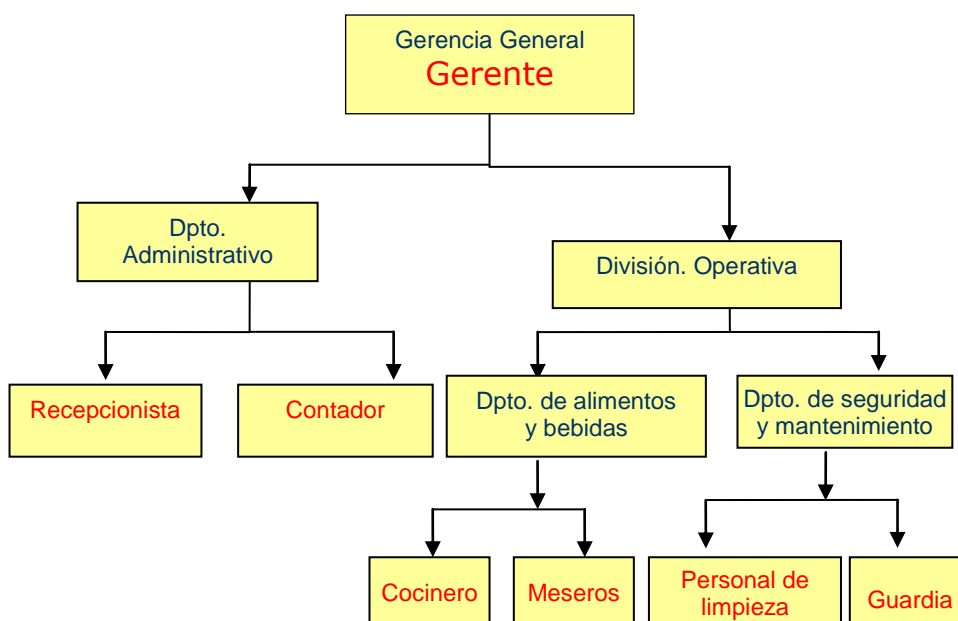 Gerencia General
Gerente
Dpto.
Administrativo
División. Operativa
Recepcionista
Contador
Dpto. de alimentos
y bebidas
Dpto. de seguridad
y mantenimiento
Cocinero
Meseros
Personal de
limpieza
Guardia